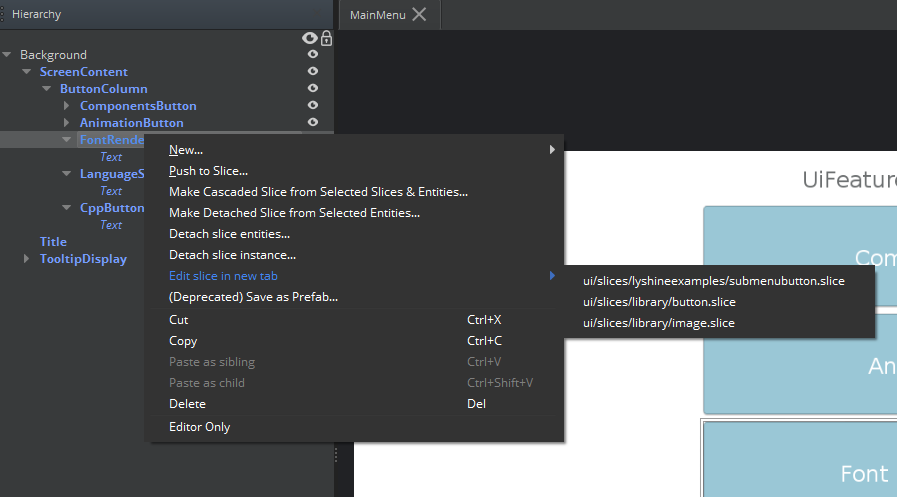 Hierarchy
MainMenu
Background
ScreenContent
ButtonColumn
ComponentsButton
AnimationButton
FontRende
Text
LanguageS
Text
CppButton
Text
Title
TooltipDisplay
New...
Push to Slice...
Make Cascaded Slice from Selected Slices & Entities...
Make Detached Slice from Selected Entities...
Detach slice entities...
Detach slice instance...
Edit slice in new tab
(Deprecated) Save as Prefab...
Cut Ctrl+X
Copy Ctrl+C
Paste as sibling Ctrl+V
Paste as child Ctrl+Shift+V
Delete Del
Editor Only
ui/slices/lyshineexamples/submenubutton.slice
ui/slices/library/button.slice
ui/slices/library/image.slice
UiFeature
Com
An
Font